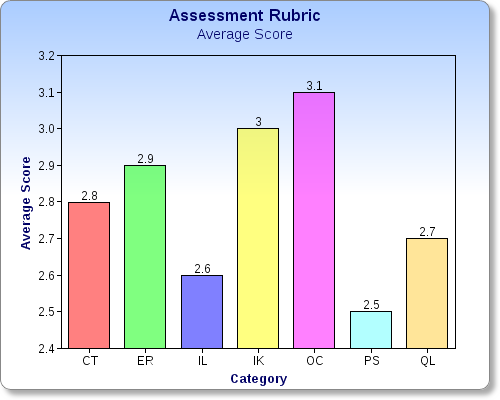 Assessment Rubric
Average Score
Average Score
3.2
3.1
3.0
2.9
2.8
2.7
2.6
2.5
2.4
2.8
2.9
2.6
3
3.1
2.5
2.7
CT
ER
IL
IK
OC
PS
QL
Category